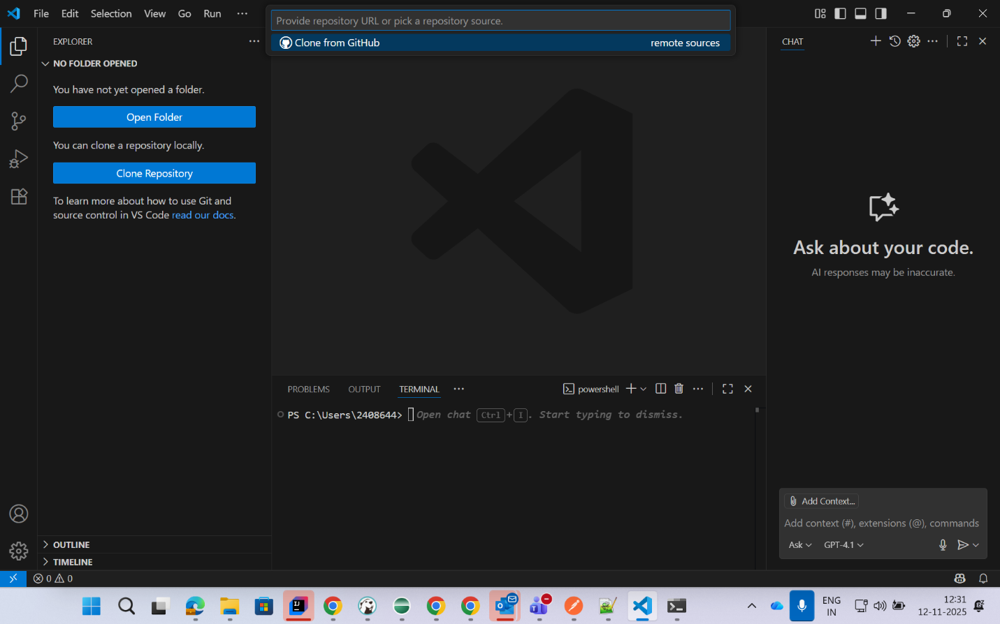 File Edit Selection View Go Run ···
Provide repository URL or pick a repository source.
Clone from GitHub remote sources
EXPLORER
NO FOLDER OPENED
You have not yet opened a folder.
Open Folder
You can clone a repository locally.
Clone Repository
To learn more about how to use Git and
source control in VS Code read our docs.
OUTLINE
TIMELINE
PROBLEMS OUTPUT TERMINAL ··· powershell
PS C:\Users\2408644> Open chat Ctrl+I. Start typing to dismiss.
CHAT
Ask about your code.
AI responses may be inaccurate.
Add Context...
Add context (#), extensions (@), commands
Ask GPT-4.1
0 0
ENG
IN
12:31
12-11-2025